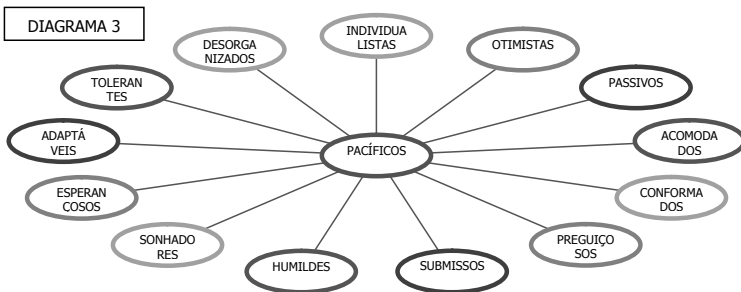 DIAGRAMA 3
DESORGA
NIZADOS
INDIVIDUA
LISTAS
OTIMISTAS
TOLERAN
TES
PASSIVOS
ADAPTÁ
VEIS
PACÍFICOS
ACOMODA
DOS
ESPERAN
ÇOSOS
CONFORMA
DOS
SONHADO
RES
PREGUIÇO
SOS
HUMILDES
SUBMISSOS